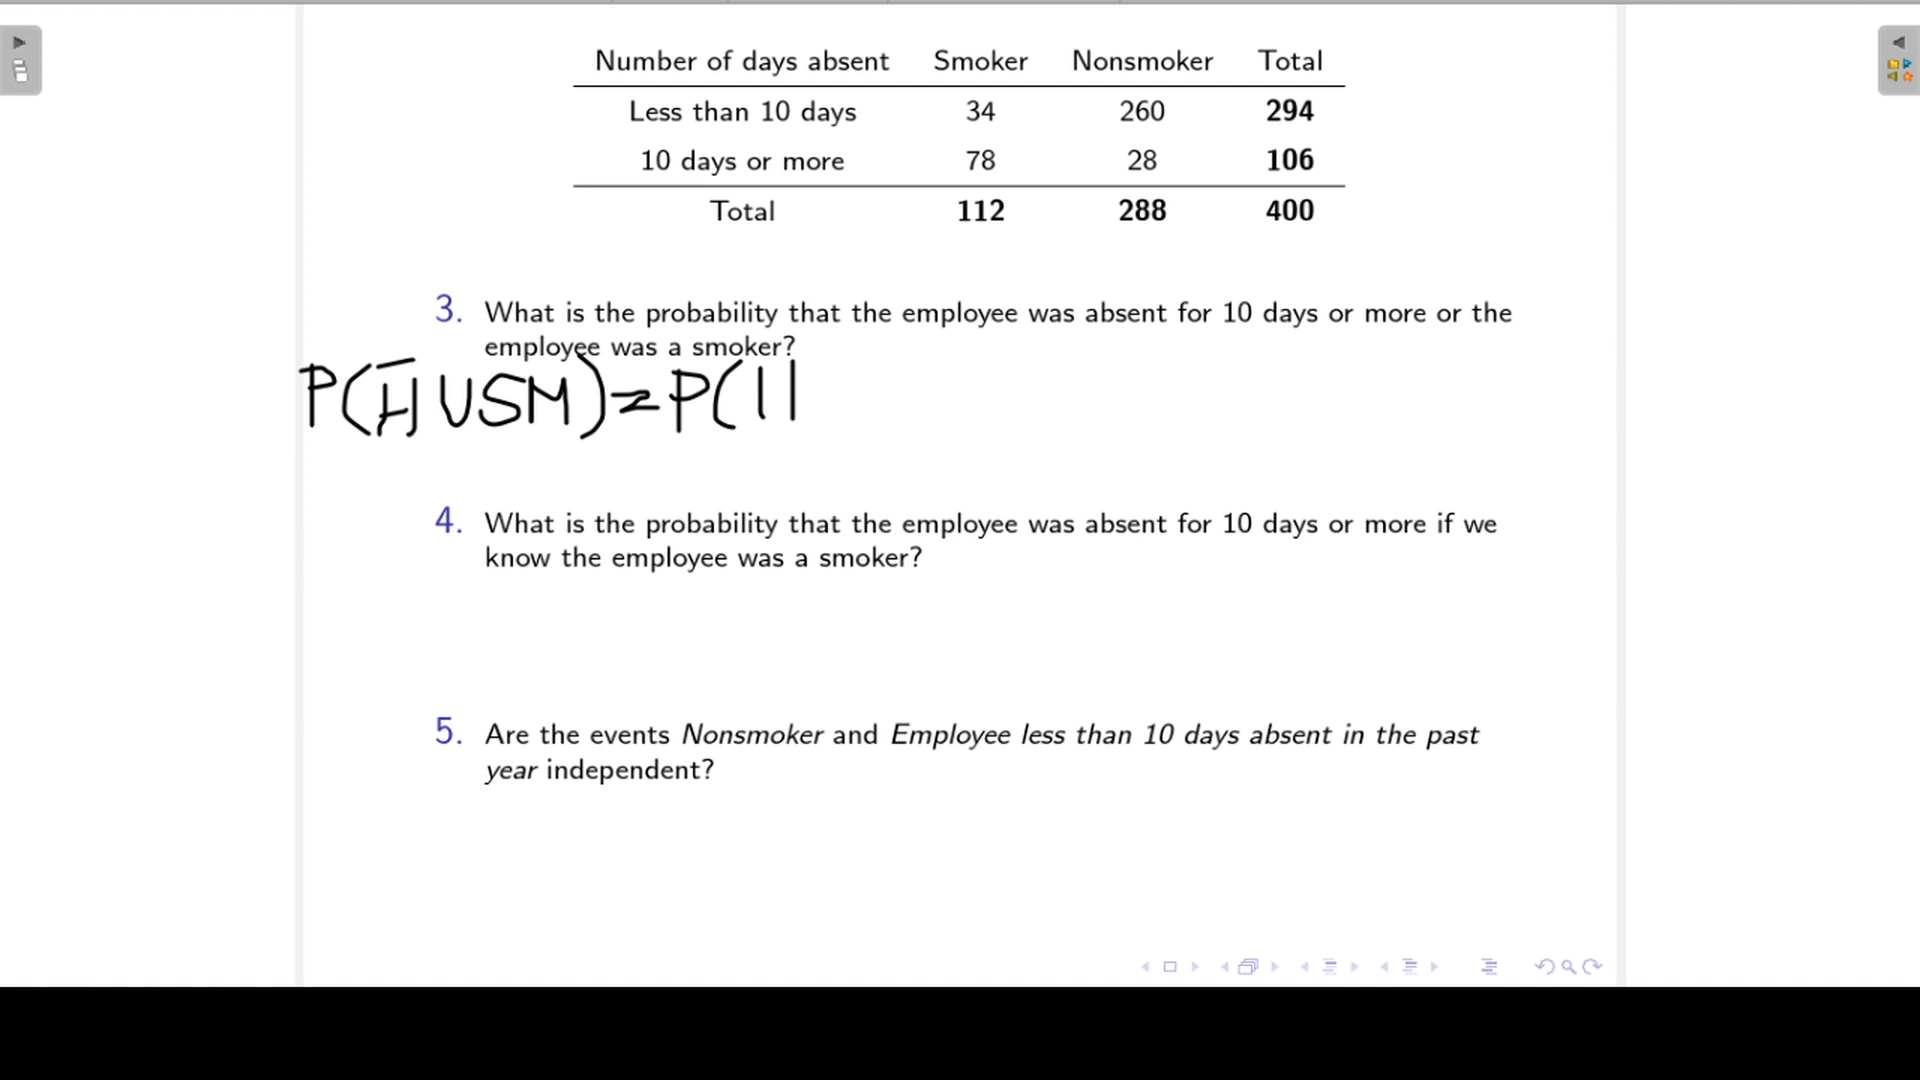 Number of days absent Smoker Nonsmoker Total
Less than 10 days 34 260 294
10 days or more 78 28 106
Total 112 288 400
3. What is the probability that the employee was absent for 10 days or more or the
employee was a smoker?
P(H̅ ∪ SM) = P(
4. What is the probability that the employee was absent for 10 days or more if we
know the employee was a smoker?
5. Are the events Nonsmoker and Employee less than 10 days absent in the past
year independent?